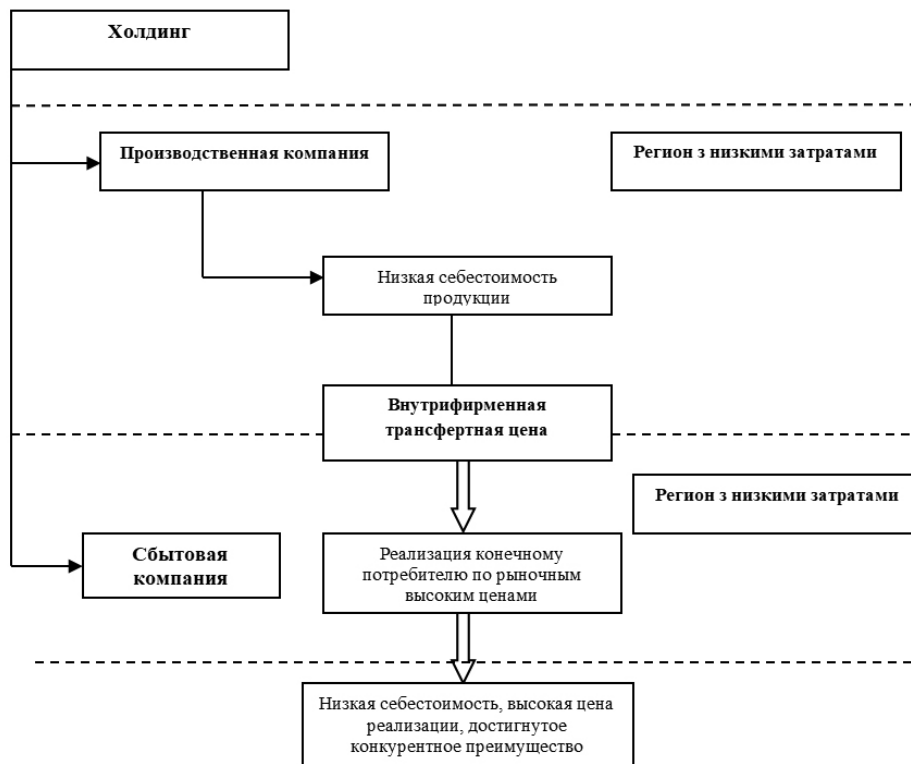 Холдинг
Производственная компания
Регион з низкими затратами
Низкая себестоимость
продукции
Внутрифирменная
трансфертная цена
Регион з низкими затратами
Сбытовая
компания
Реализация конечному
потребителю по рыночным
высоким ценами
Низкая себестоимость, высокая цена
реализации, достигнутое
конкурентное преимущество